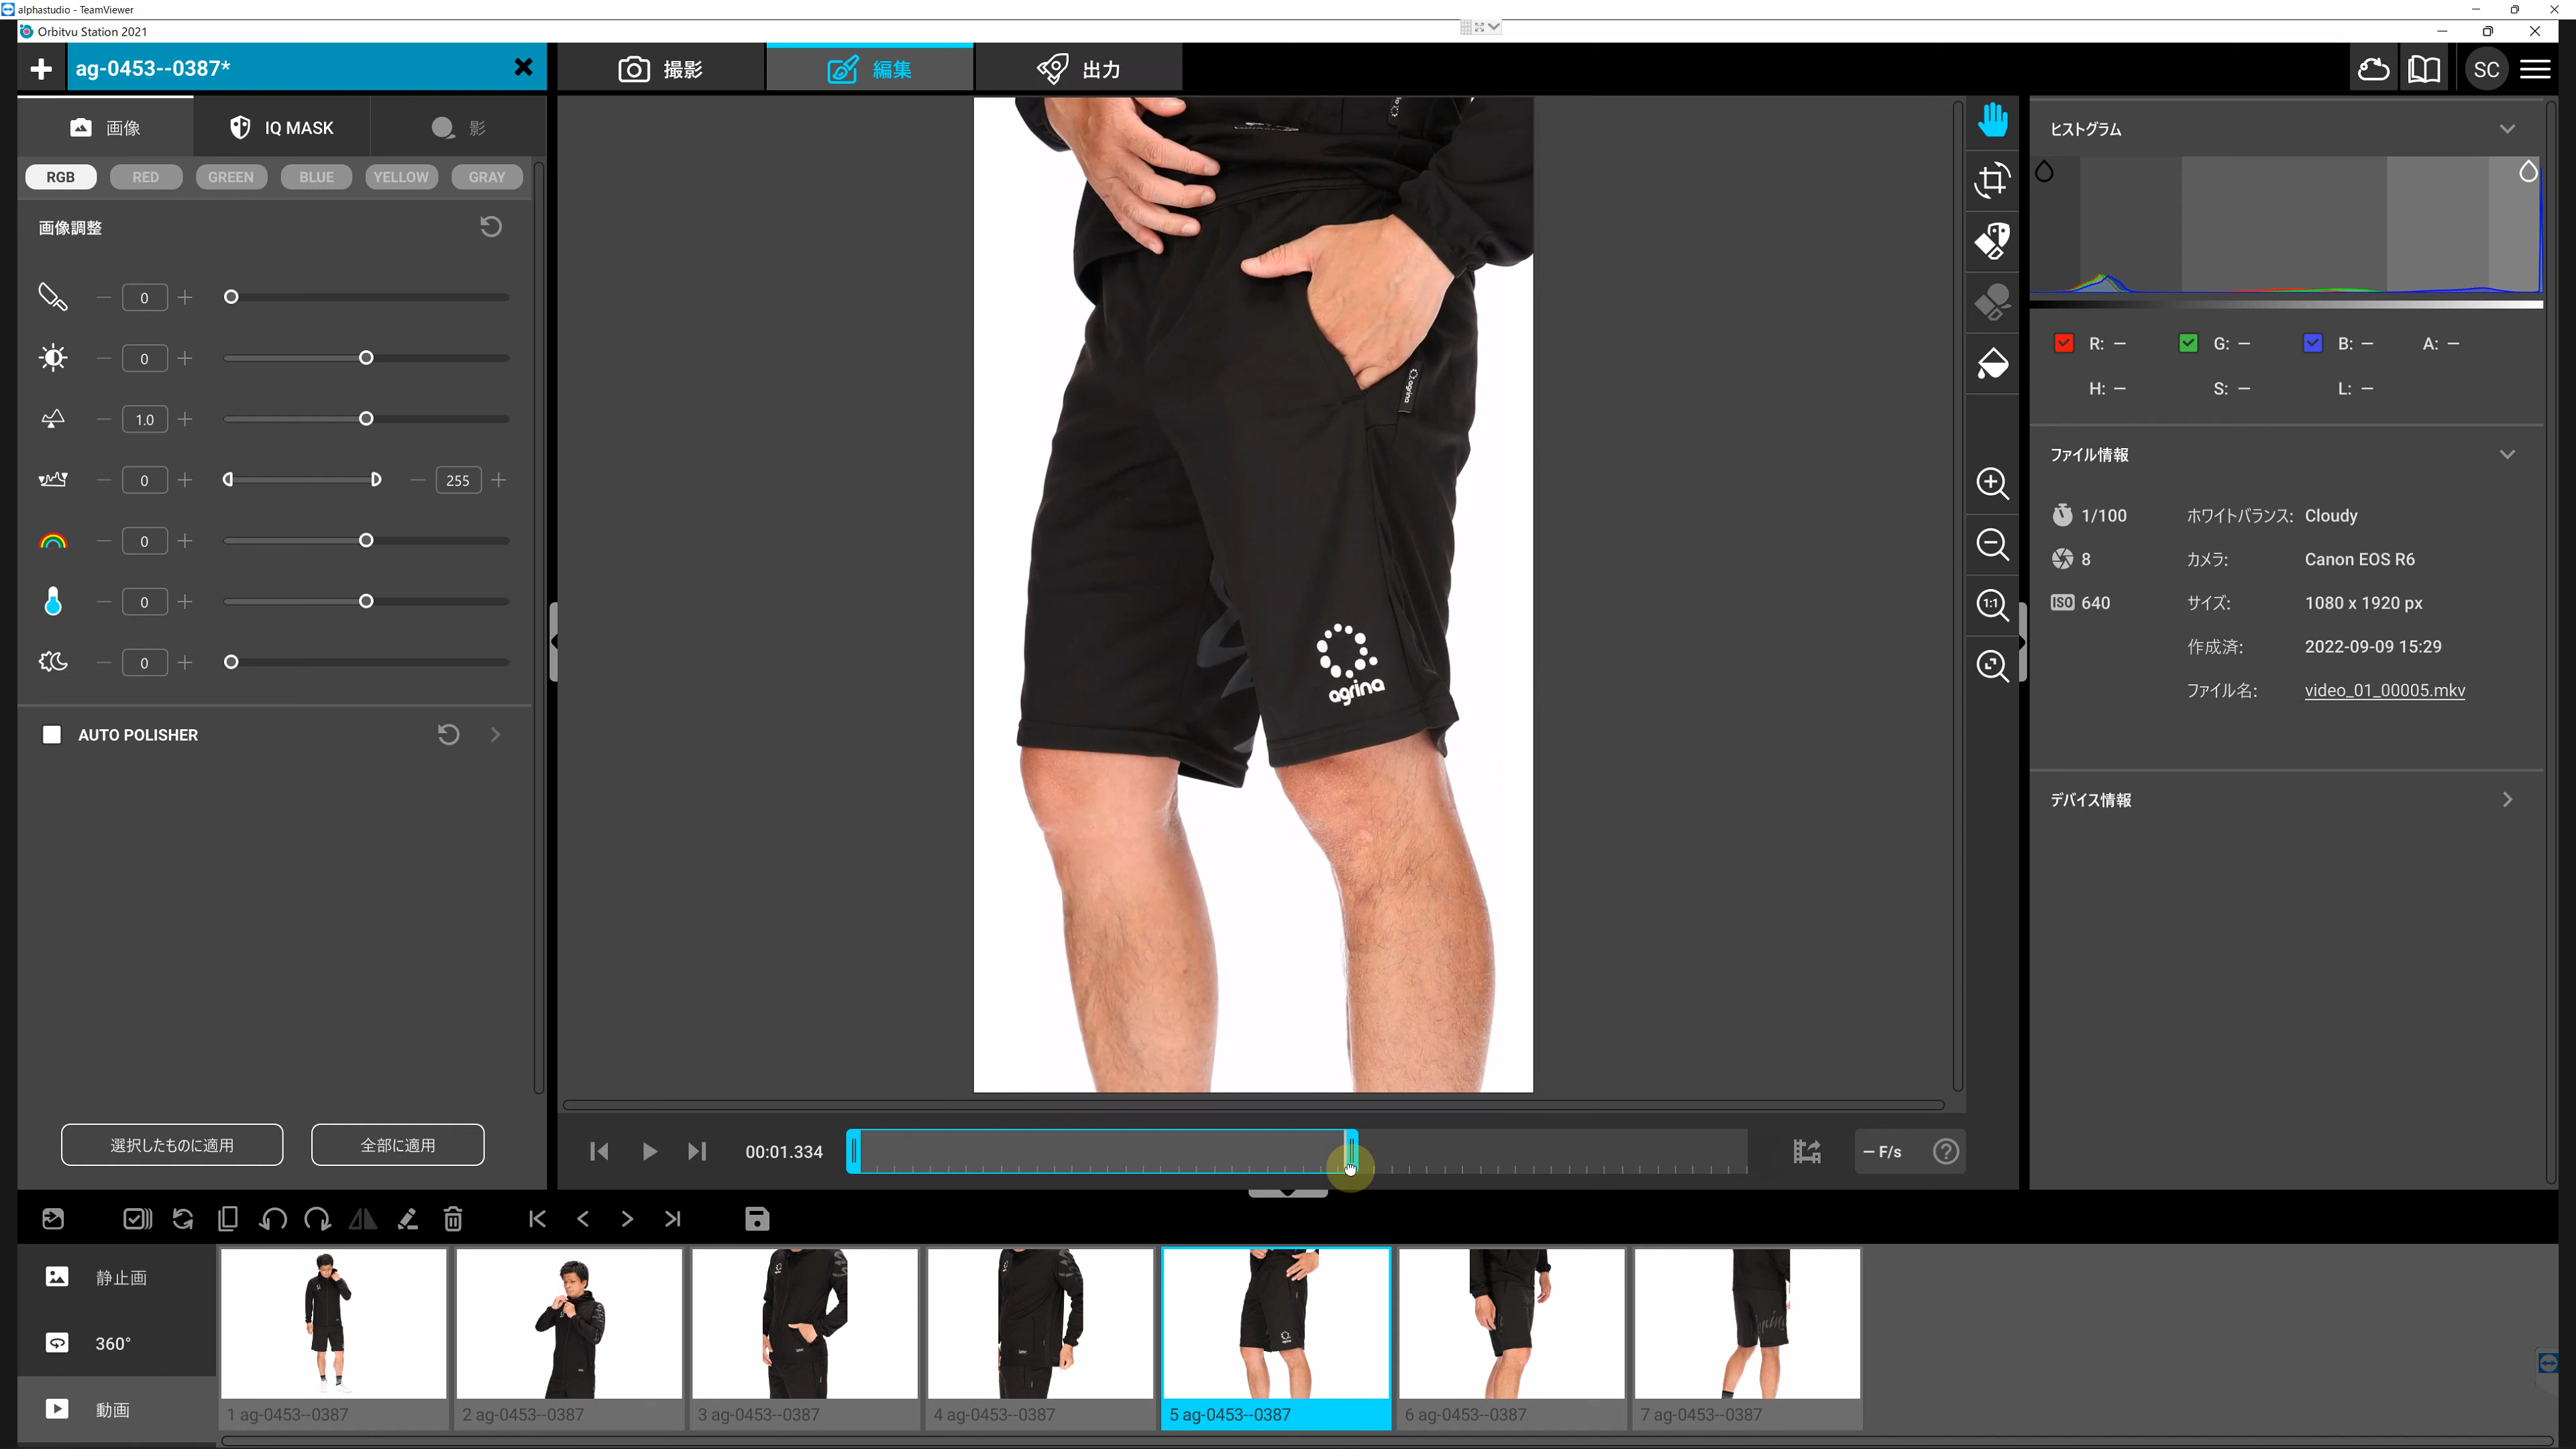 alphastudio - TeamViewer
Orbitvu Station 2021
ag-0453--0387*
撮影
編集
出力
SC
画像
IQ MASK
影
RGB
RED
GREEN
BLUE
YELLOW
GRAY
画像調整
0
0
1.0
0
255
0
0
0
AUTO POLISHER
選択したものに適用
全部に適用
agrina
agrina
1:1
ヒストグラム
R: –
G: –
B: –
A: –
H: –
S: –
L: –
ファイル情報
1/100
ホワイトバランス: Cloudy
8
カメラ: Canon EOS R6
ISO 640
サイズ: 1080 x 1920 px
作成済: 2022-09-09 15:29
ファイル名: video_01_00005.mkv
デバイス情報
00:01.334
– F/s
静止画
360°
動画
1 ag-0453--0387
2 ag-0453--0387
3 ag-0453--0387
4 ag-0453--0387
5 ag-0453--0387
6 ag-0453--0387
7 ag-0453--0387